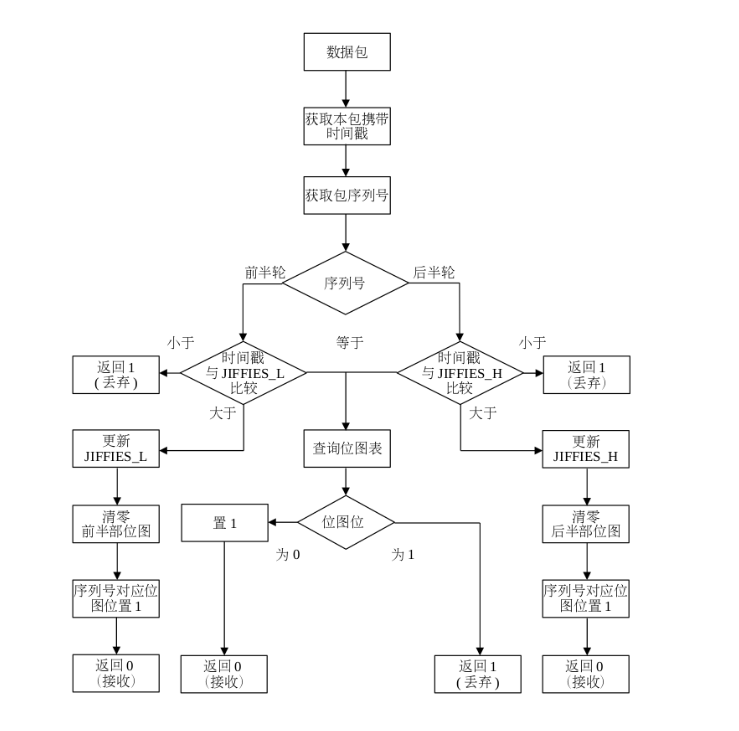 数据包
获取本包携带
时间戳
获取包序列号
前半轮
序列号
后半轮
小于
时间戳
与 JIFFIES_L
比较
等于
时间戳
与 JIFFIES_H
比较
小于
返回 1
( 丢弃 )
返回 1
（丢弃）
大于
大于
更新
JIFFIES_L
查询位图表
更新
JIFFIES_H
清零
前半部位图
置 1
位图位
清零
后半部位图
为 0
为 1
序列号对应位
图位置 1
序列号对应位
图位置 1
返回 0
（接收）
返回 0
（接收）
返回 1
( 丢弃 )
返回 0
（接收）